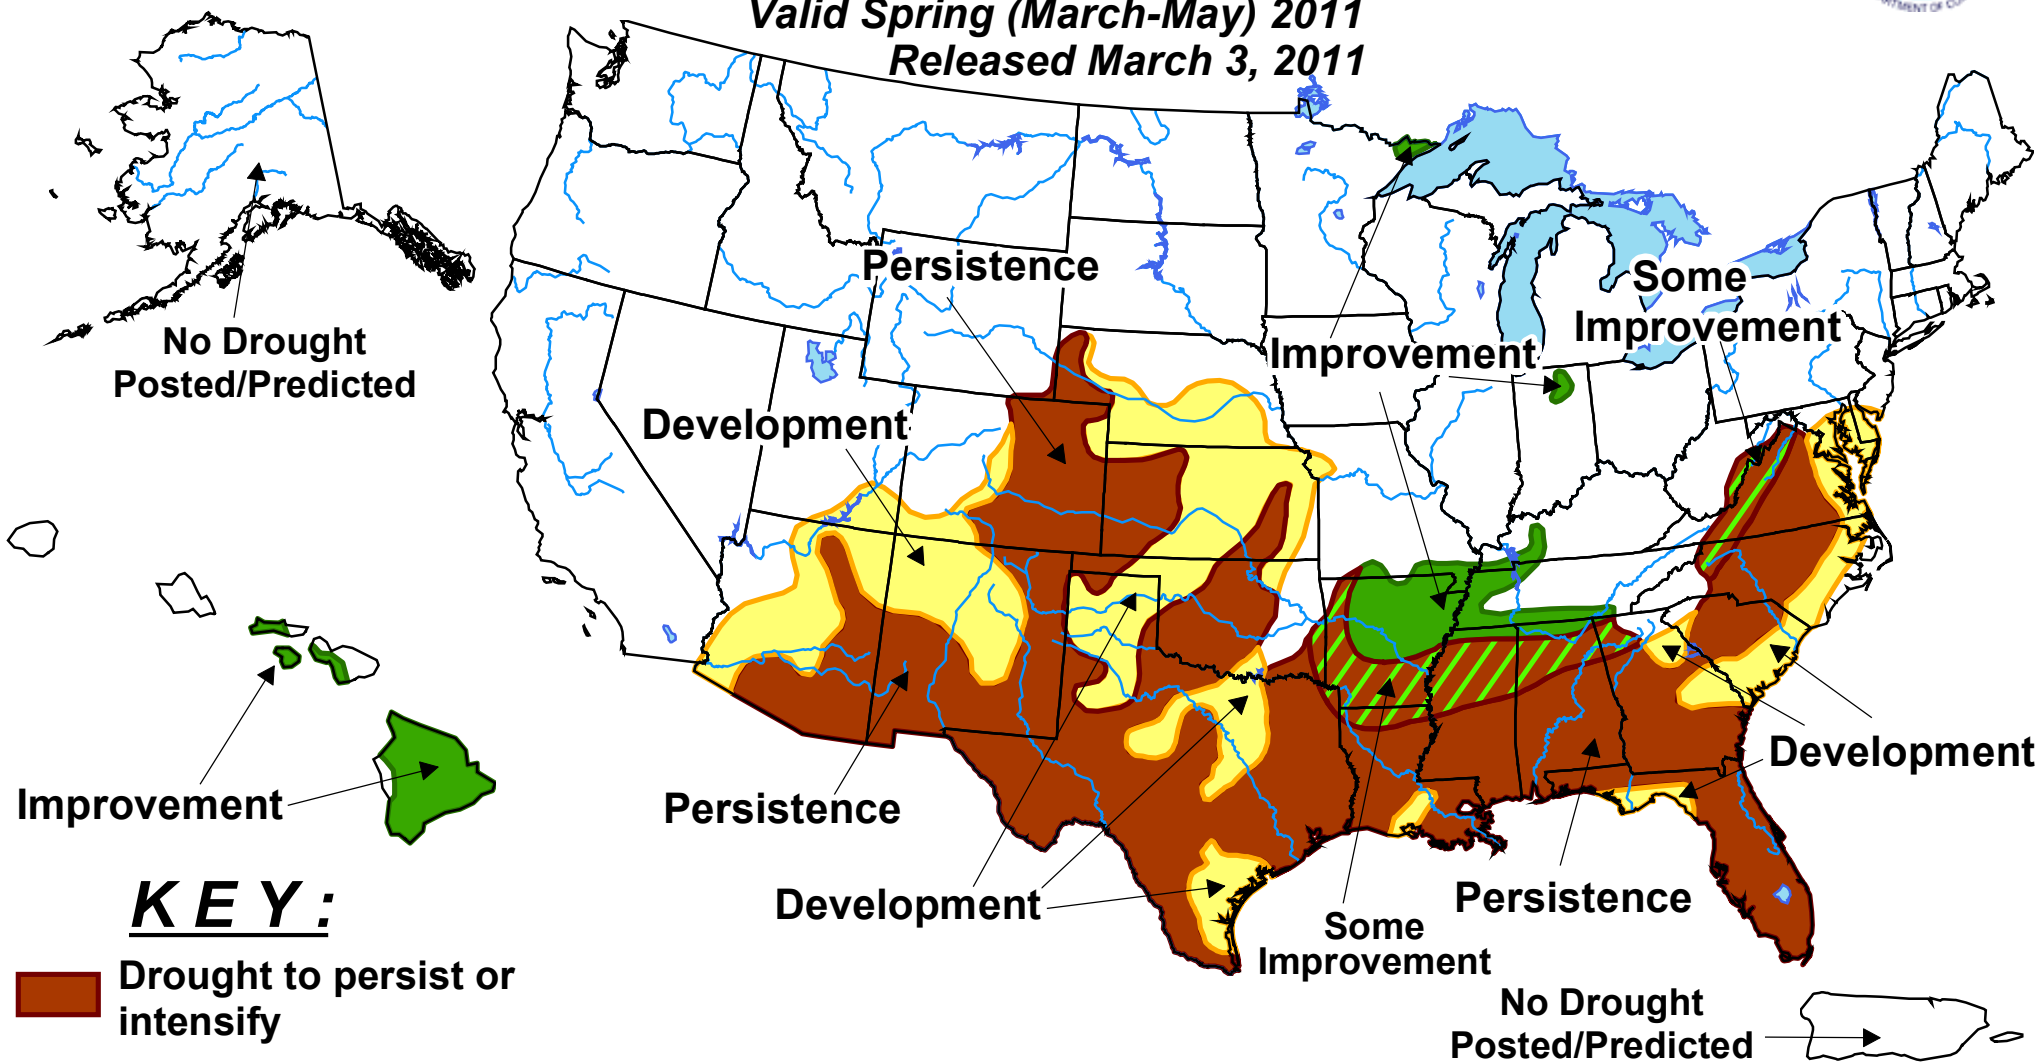 Valid Spring (March-May) 2011
Released March 3, 2011
Persistence
Some
Improvement
No Drought
Posted/Predicted
Improvement
Development
Improvement
Persistence
Development
Development
Some
Improvement
Persistence
No Drought
Posted/Predicted
KEY:
Drought to persist or
intensify